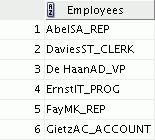 Employees
1 AbelSA_REP
2 DaviesST_CLERK
3 De HaanAD_VP
4 ErnstIT_PROG
5 FayMK_REP
6 GietzAC_ACCOUNT